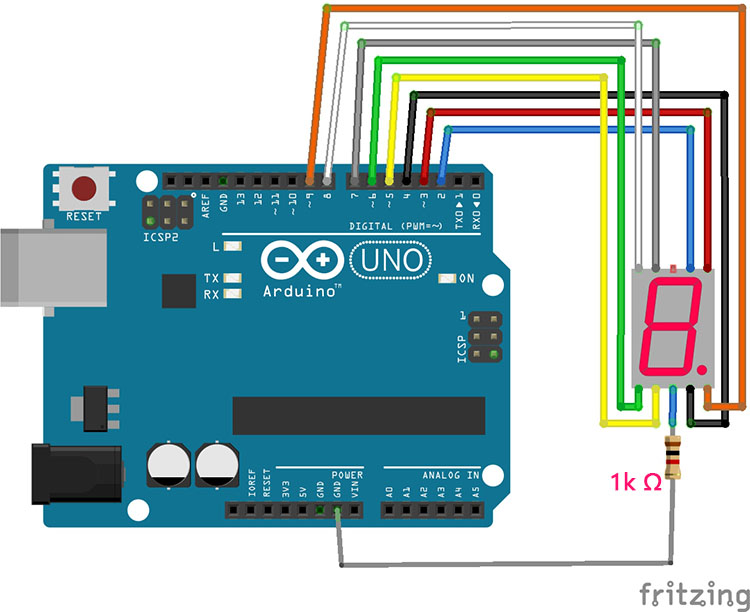 RESET
ICSP2
AREF
GND
13
12
~11
~10
~9
8
7
~6
~5
4
~3
2
TX0▶1
RX0◀0
DIGITAL (PWM=~)
L
TX
RX
UNO
Arduino™
ON
1
ICSP
1k Ω
POWER
ANALOG IN
IOREF
RESET
3V3
5V
GND
GND
VIN
A0
A1
A2
A3
A4
A5
fritzing